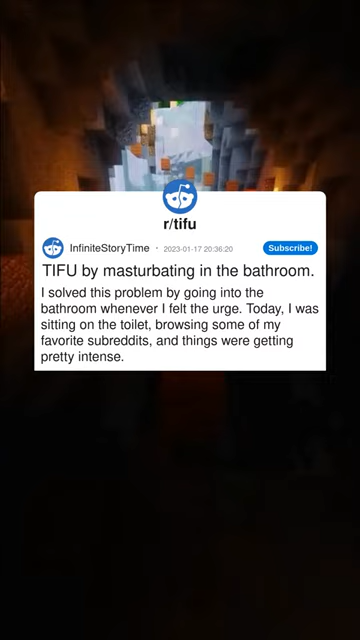 r/tifu
InfiniteStoryTime • 2023-01-17 20:36:20 Subscribe!
TIFU by masturbating in the bathroom.
I solved this problem by going into the
bathroom whenever I felt the urge. Today, I was
sitting on the toilet, browsing some of my
favorite subreddits, and things were getting
pretty intense.